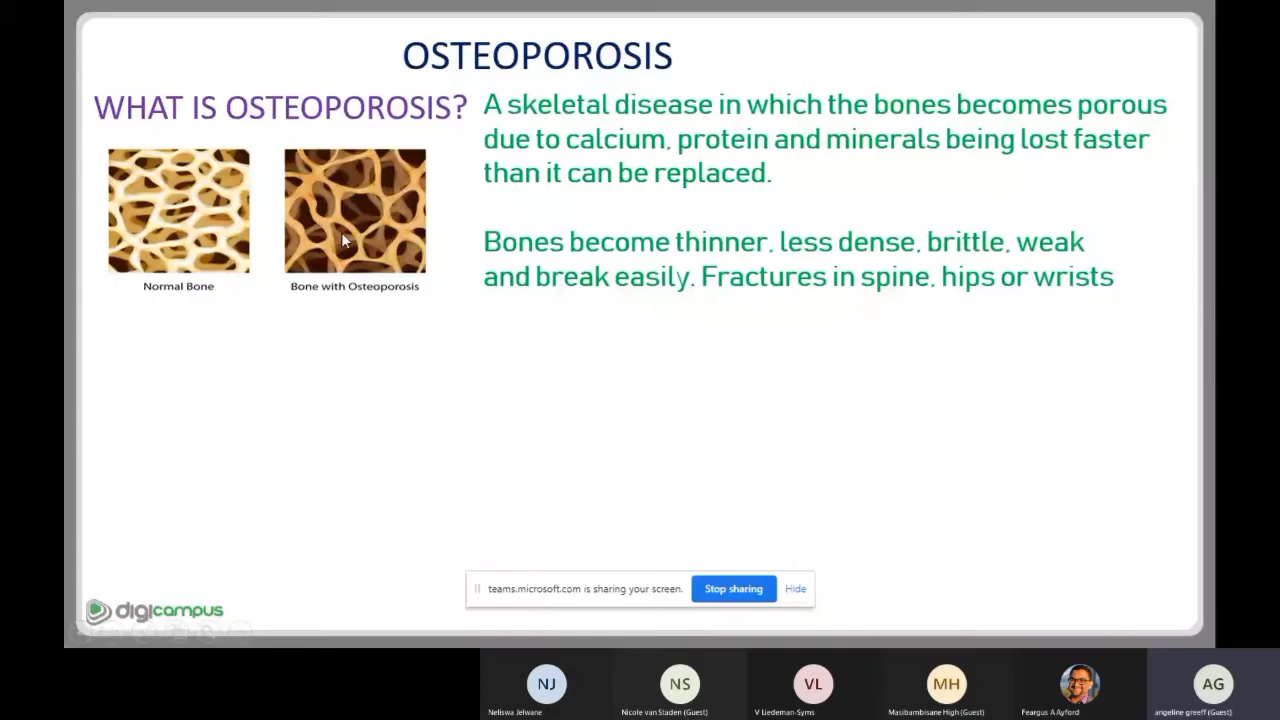 OSTEOPOROSIS
WHAT IS OSTEOPOROSIS?
A skeletal disease in which the bones becomes porous
due to calcium, protein and minerals being lost faster
than it can be replaced.
Bones become thinner, less dense, brittle, weak
and break easily. Fractures in spine, hips or wrists
Normal Bone
Bone with Osteoporosis
teams.microsoft.com is sharing your screen.
Stop sharing
Hide
digicampus
NJ
NS
VL
MH
AG
Neliswa Jelwane
Nicole van Staden (Guest)
V Liedeman-Syms
Masibambisane High (Guest)
Feargus A Ayford
angeline greeff (Guest)